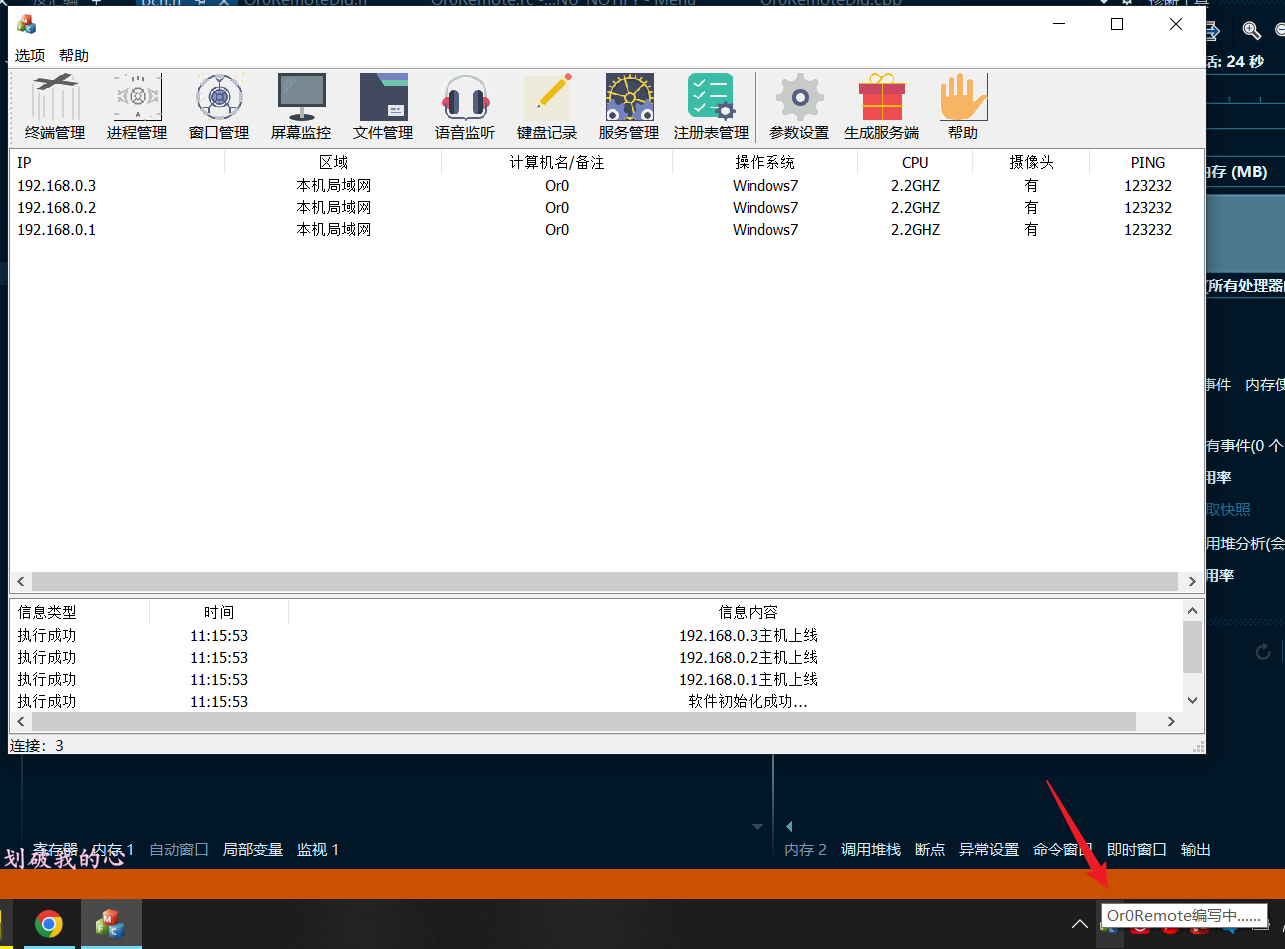 Or0RemoteDlg.h
Or0RemoteDlg.cpp
诊断工具
选项 帮助
终端管理 进程管理 窗口管理 屏幕监控 文件管理 语音监听 键盘记录 服务管理 注册表管理 参数设置 生成服务端 帮助
IP 区域 计算机名/备注 操作系统 CPU 摄像头 PING
192.168.0.3 本机局域网 Or0 Windows7 2.2GHZ 有 123232
192.168.0.2 本机局域网 Or0 Windows7 2.2GHZ 有 123232
192.168.0.1 本机局域网 Or0 Windows7 2.2GHZ 有 123232
信息类型 时间 信息内容
执行成功 11:15:53 192.168.0.3主机上线
执行成功 11:15:53 192.168.0.2主机上线
执行成功 11:15:53 192.168.0.1主机上线
执行成功 11:15:53 软件初始化成功...
连接: 3
: 24 秒
存 (MB)
所有处理器
事件 内存使
有事件(0 个
用率
取快照
用堆分析(会
用率
寄存器 内存 1 自动窗口 局部变量 监视 1
划破我的心
内存 2 调用堆栈 断点 异常设置 命令窗口 即时窗口 输出
Or0Remote编写中......